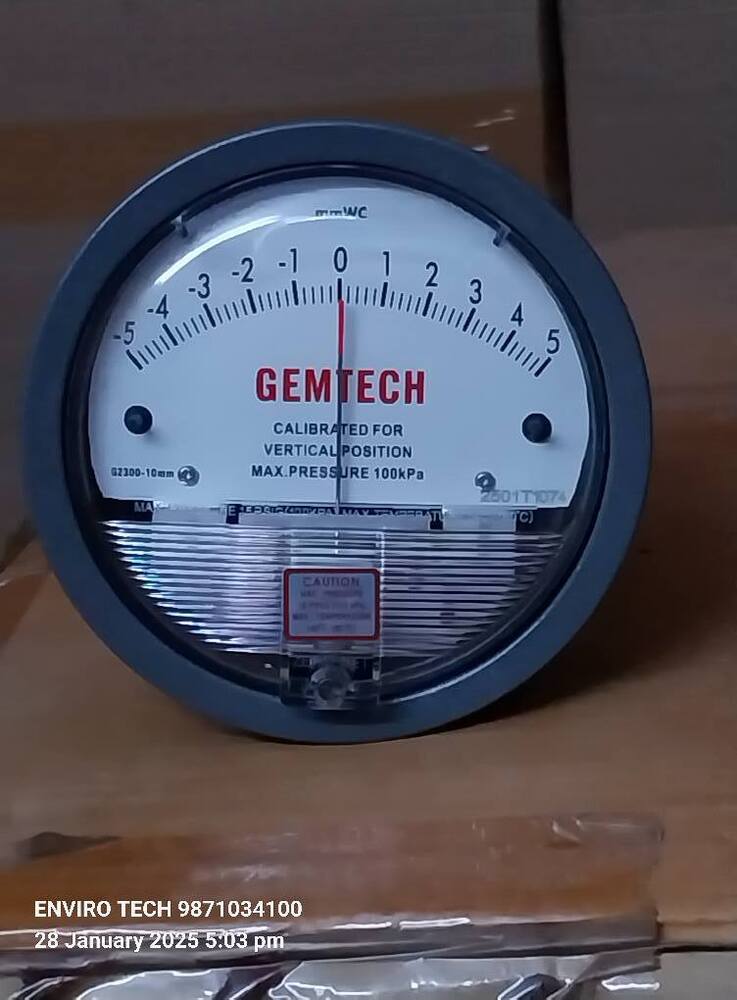 mmWC
-5 -4 -3 -2 -1 0 1 2 3 4 5
GEMTECH
CALIBRATED FOR
VERTICAL POSITION
MAX.PRESSURE 100kPa
G2300-10mm
2501T1074
CAUTION
ENVIRO TECH 9871034100
28 January 2025 5:03 pm